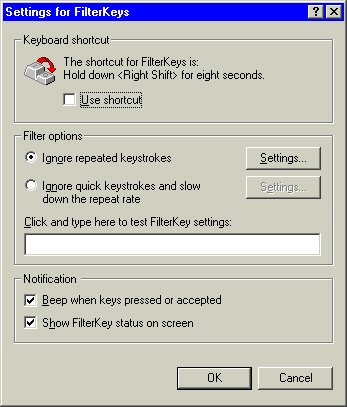 Settings for FilterKeys
Keyboard shortcut
The shortcut for FilterKeys is:
Hold down <Right Shift> for eight seconds.
Use shortcut
Filter options
Ignore repeated keystrokes
Settings...
Ignore quick keystrokes and slow
down the repeat rate
Settings...
Click and type here to test FilterKey settings:
Notification
Beep when keys pressed or accepted
Show FilterKey status on screen
OK
Cancel